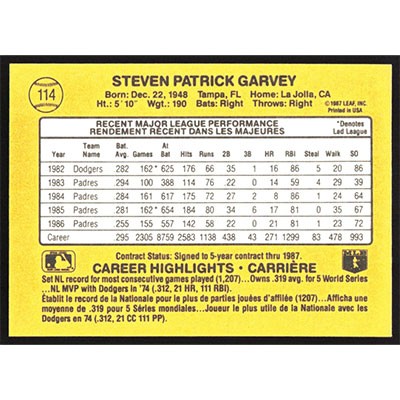 114
STEVEN PATRICK GARVEY
Born: Dec. 22, 1948 Tampa, FL Home: La Jolla, CA
Ht.: 5' 10" Wgt.: 190 Bats: Right Throws: Right
©1987 LEAF, INC.
Printed in USA
RECENT MAJOR LEAGUE PERFORMANCE
RENDEMENT RÉCENT DANS LES MAJEURES
*Denotes
Led League
Year Team Name Bat. Avg. Games At Bat Hits Runs 2B 3B HR RBI Steal Walk SO
1982 Dodgers 282 162* 625 176 66 35 1 16 86 5 20 86
1983 Padres 294 100 388 114 76 22 0 14 59 4 29 39
1984 Padres 284 161 617 175 72 27 2 8 86 1 24 64
1985 Padres 281 162* 654 184 80 34 6 17 81 0 35 67
1986 Padres 255 155 557 142 58 22 0 21 81 1 23 72
Career 295 2305 8759 2583 1138 438 43 271 1299 83 478 993
Contract Status: Signed to 5-year contract thru 1987.
CAREER HIGHLIGHTS • CARRIÈRE
Set NL record for most consecutive games played (1,207)...Owns .319 avg. for 5 World Series
...NL MVP with Dodgers in '74 (.312, 21 HR, 111 RBI).
Établit le record de la Nationale pour le plus de parties jouées d'affilée (1207)...Afficha une
moyenne de .319 pour 5 Séries mondiales...Joueur le plus utile de la Nationale avec les
Dodgers en 74 (.312, 21 CC 111 PP).